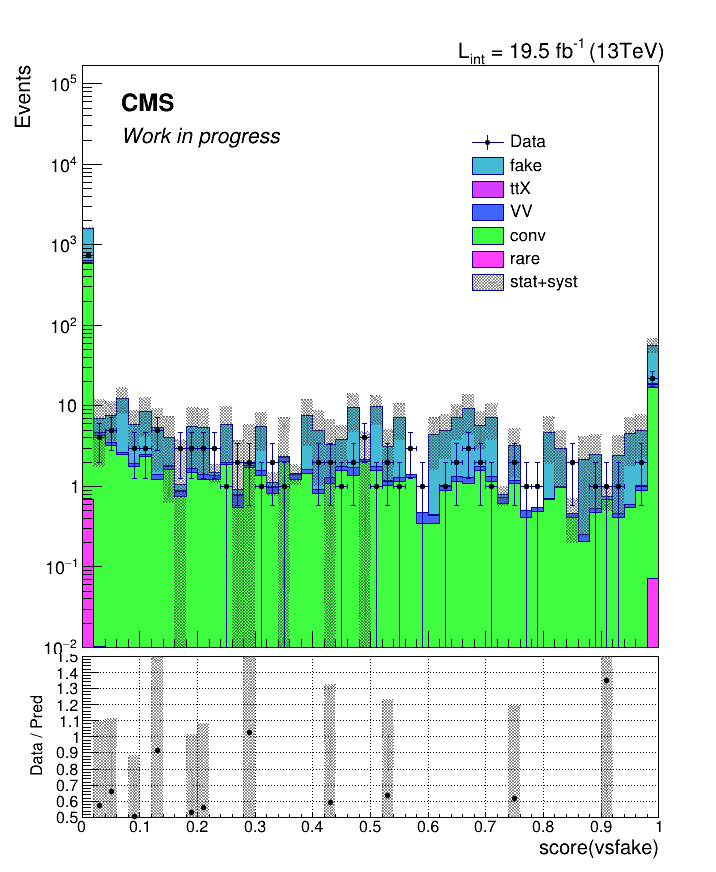 L_int = 19.5 fb^-1 (13TeV)
Events
10^5
10^4
10^3
10^2
10
1
10^−1
10^−2
CMS
Work in progress
Data
fake
ttX
VV
conv
rare
stat+syst
Data / Pred
1.5
1.4
1.3
1.2
1.1
1
0.9
0.8
0.7
0.6
0.5
0 0.1 0.2 0.3 0.4 0.5 0.6 0.7 0.8 0.9 1
score(vsfake)